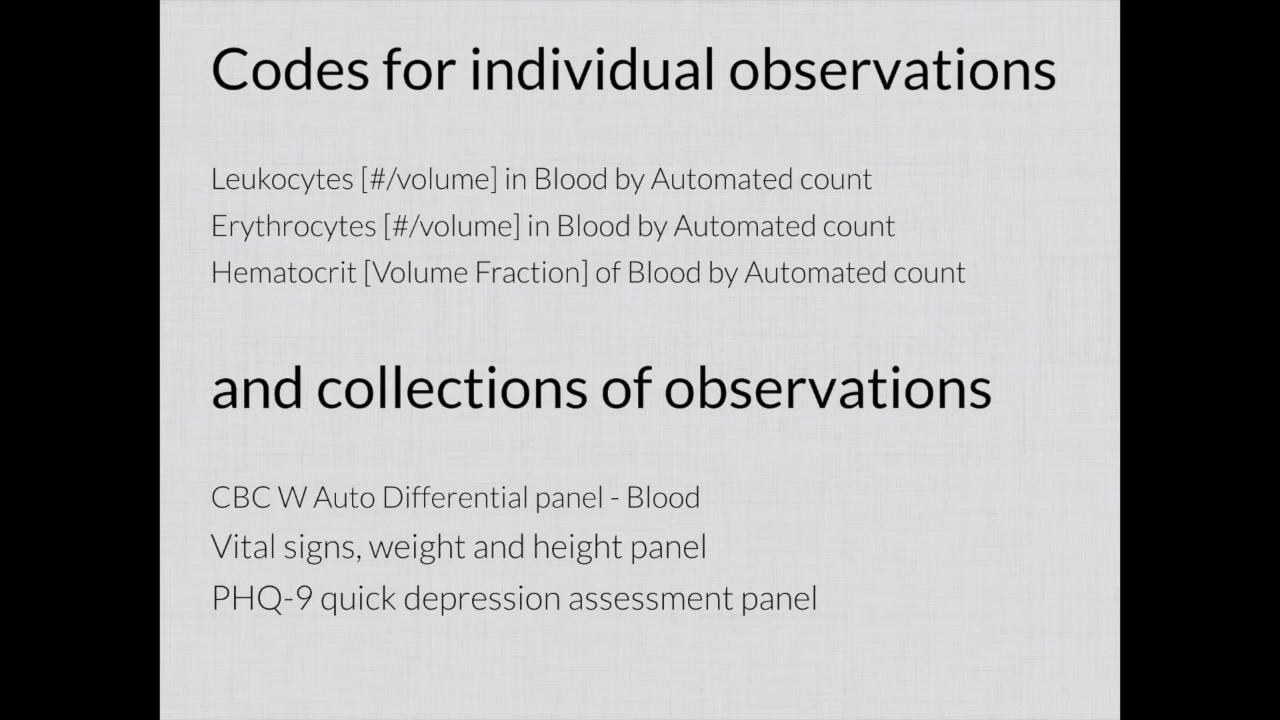 Codes for individual observations
Leukocytes [#/volume] in Blood by Automated count
Erythrocytes [#/volume] in Blood by Automated count
Hematocrit [Volume Fraction] of Blood by Automated count
and collections of observations
CBC W Auto Differential panel - Blood
Vital signs, weight and height panel
PHQ-9 quick depression assessment panel